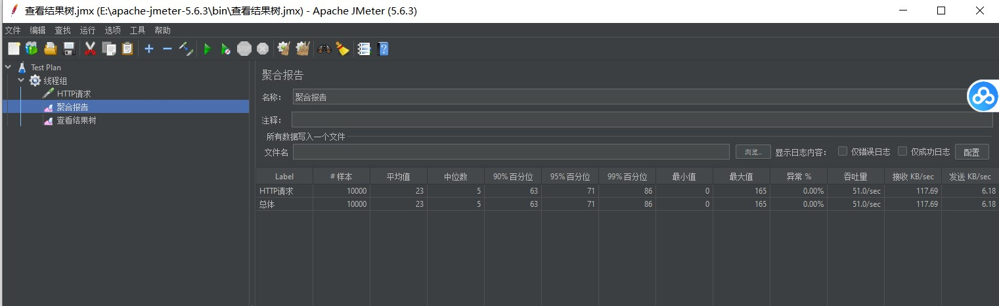 查看结果树.jmx (E:\apache-jmeter-5.6.3\bin\查看结果树.jmx) - Apache JMeter (5.6.3)
文件 编辑 查找 运行 选项 工具 帮助
STOP
Test Plan
线程组
HTTP请求
聚合报告
查看结果树
聚合报告
名称: 聚合报告
注释:
所有数据写入一个文件
文件名 浏览... 显示日志内容: 仅错误日志 仅成功日志 配置
Label # 样本 平均值 中位数 90% 百分位 95% 百分位 99% 百分位 最小值 最大值 异常 % 吞吐量 接收 KB/sec 发送 KB/sec
HTTP请求 10000 23 5 63 71 86 0 165 0.00% 51.0/sec 117.69 6.18
总体 10000 23 5 63 71 86 0 165 0.00% 51.0/sec 117.69 6.18